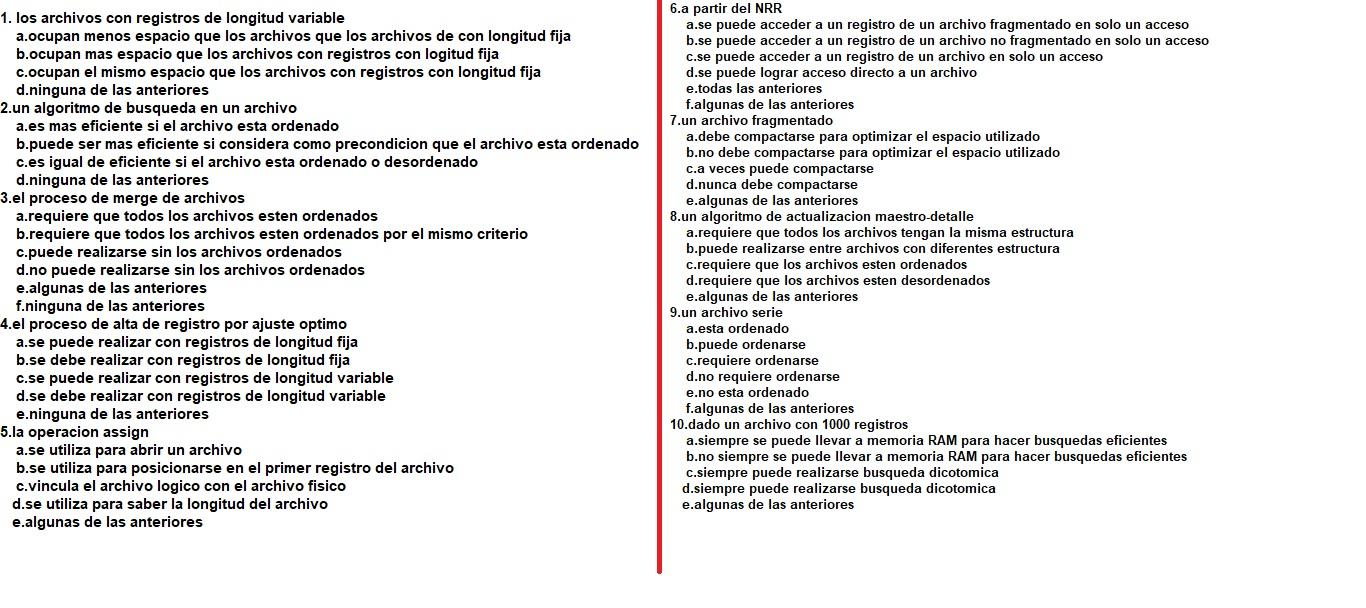 1. los archivos con registros de longitud variable
a.ocupan menos espacio que los archivos que los archivos de con longitud fija
b.ocupan mas espacio que los archivos con registros con logitud fija
c.ocupan el mismo espacio que los archivos con registros con longitud fija
d.ninguna de las anteriores
2.un algoritmo de busqueda en un archivo
a.es mas eficiente si el archivo esta ordenado
b.puede ser mas eficiente si considera como precondicion que el archivo esta ordenado
c.es igual de eficiente si el archivo esta ordenado o desordenado
d.ninguna de las anteriores
3.el proceso de merge de archivos
a.requiere que todos los archivos esten ordenados
b.requiere que todos los archivos esten ordenados por el mismo criterio
c.puede realizarse sin los archivos ordenados
d.no puede realizarse sin los archivos ordenados
e.algunas de las anteriores
f.ninguna de las anteriores
4.el proceso de alta de registro por ajuste optimo
a.se puede realizar con registros de longitud fija
b.se debe realizar con registros de longitud fija
c.se puede realizar con registros de longitud variable
d.se debe realizar con registros de longitud variable
e.ninguna de las anteriores
5.la operacion assign
a.se utiliza para abrir un archivo
b.se utiliza para posicionarse en el primer registro del archivo
c.vincula el archivo logico con el archivo fisico
d.se utiliza para saber la longitud del archivo
e.algunas de las anteriores
6.a partir del NRR
a.se puede acceder a un registro de un archivo fragmentado en solo un acceso
b.se puede acceder a un registro de un archivo no fragmentado en solo un acceso
c.se puede acceder a un registro de un archivo en solo un acceso
d.se puede lograr acceso directo a un archivo
e.todas las anteriores
f.algunas de las anteriores
7.un archivo fragmentado
a.debe compactarse para optimizar el espacio utilizado
b.no debe compactarse para optimizar el espacio utilizado
c.a veces puede compactarse
d.nunca debe compactarse
e.algunas de las anteriores
8.un algoritmo de actualizacion maestro-detalle
a.requiere que todos los archivos tengan la misma estructura
b.puede realizarse entre archivos con diferentes estructura
c.requiere que los archivos esten ordenados
d.requiere que los archivos esten desordenados
e.algunas de las anteriores
9.un archivo serie
a.esta ordenado
b.puede ordenarse
c.requiere ordenarse
d.no requiere ordenarse
e.no esta ordenado
f.algunas de las anteriores
10.dado un archivo con 1000 registros
a.siempre se puede llevar a memoria RAM para hacer busquedas eficientes
b.no siempre se puede llevar a memoria RAM para hacer busquedas eficientes
c.siempre puede realizarse busqueda dicotomica
d.siempre puede realizarse busqueda dicotomica
e.algunas de las anteriores